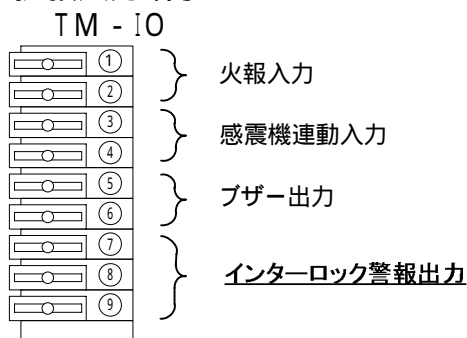 TM-IO
①
②
火報入力
③
④
感震機連動入力
⑤
⑥
ブザー出力
⑦
⑧
⑨
インターロック警報出力